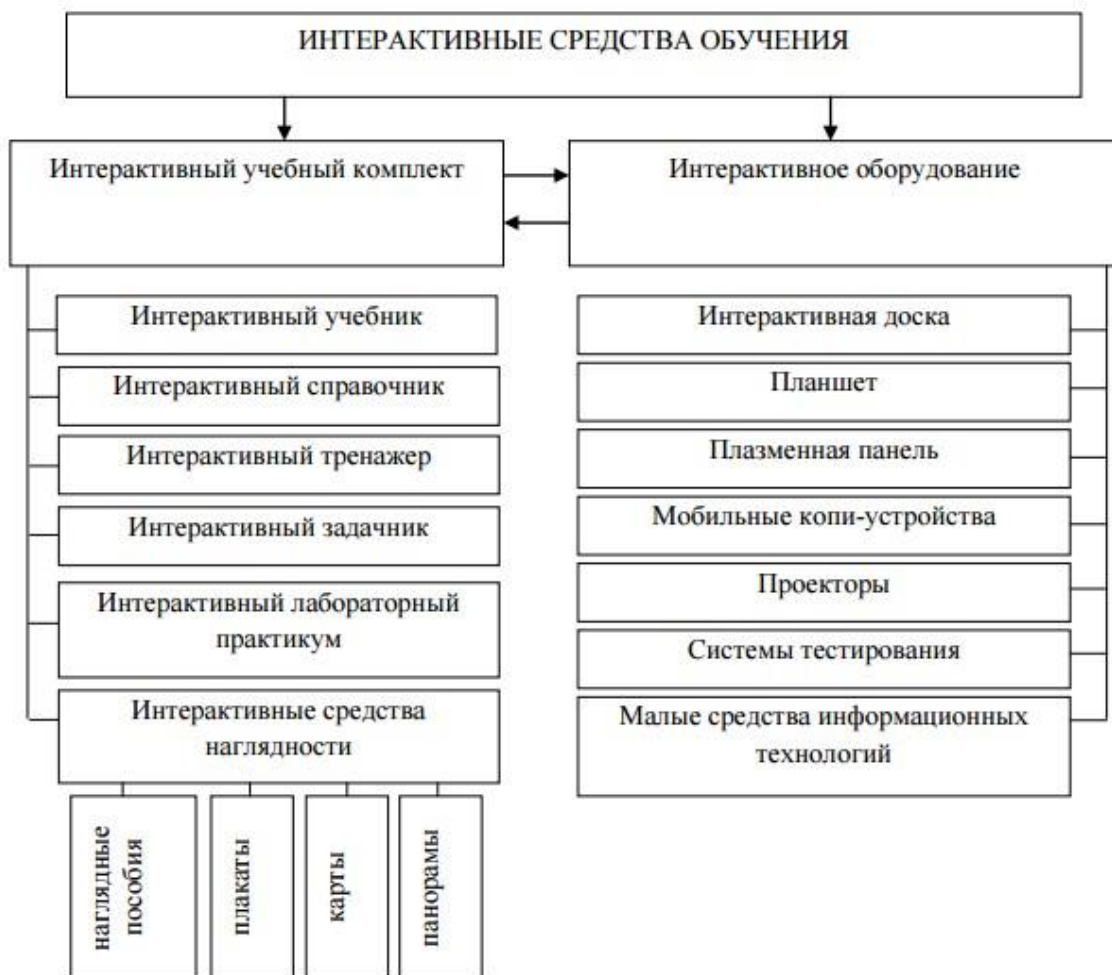 ИНТЕРАКТИВНЫЕ СРЕДСТВА ОБУЧЕНИЯ
Интерактивный учебный комплект
Интерактивное оборудование
Интерактивный учебник
Интерактивный справочник
Интерактивный тренажер
Интерактивный задачник
Интерактивный лабораторный
практикум
Интерактивные средства
наглядности
наглядные
пособия
плакаты
карты
панорамы
Интерактивная доска
Планшет
Плазменная панель
Мобильные копи-устройства
Проекторы
Системы тестирования
Малые средства информационных
технологий